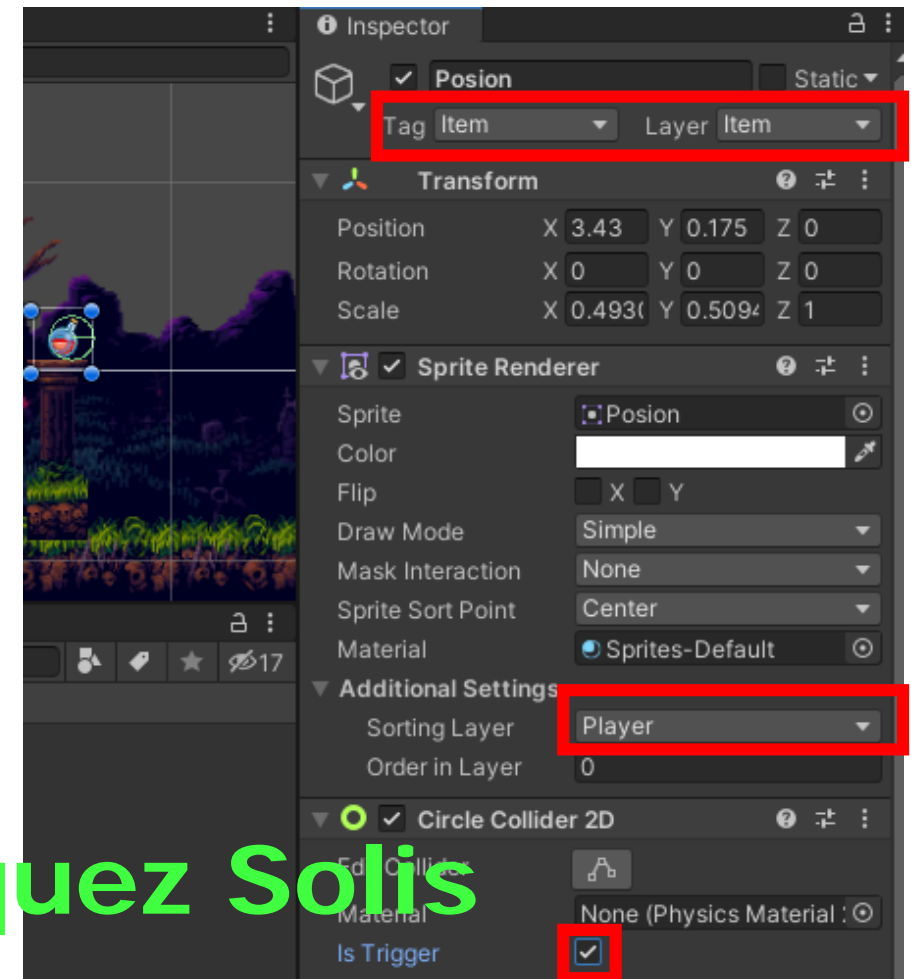 Inspector
Posion Static
Tag Item Layer Item
Transform
Position X 3.43 Y 0.175 Z 0
Rotation X 0 Y 0 Z 0
Scale X 0.493 Y 0.509 Z 1
Sprite Renderer
Sprite Posion
Color
Flip X Y
Draw Mode Simple
Mask Interaction None
Sprite Sort Point Center
17
Material Sprites-Default
Additional Settings
Sorting Layer Player
Order in Layer 0
Circle Collider 2D
quez Solis
Edit Collider
Material None (Physics Material
Is Trigger